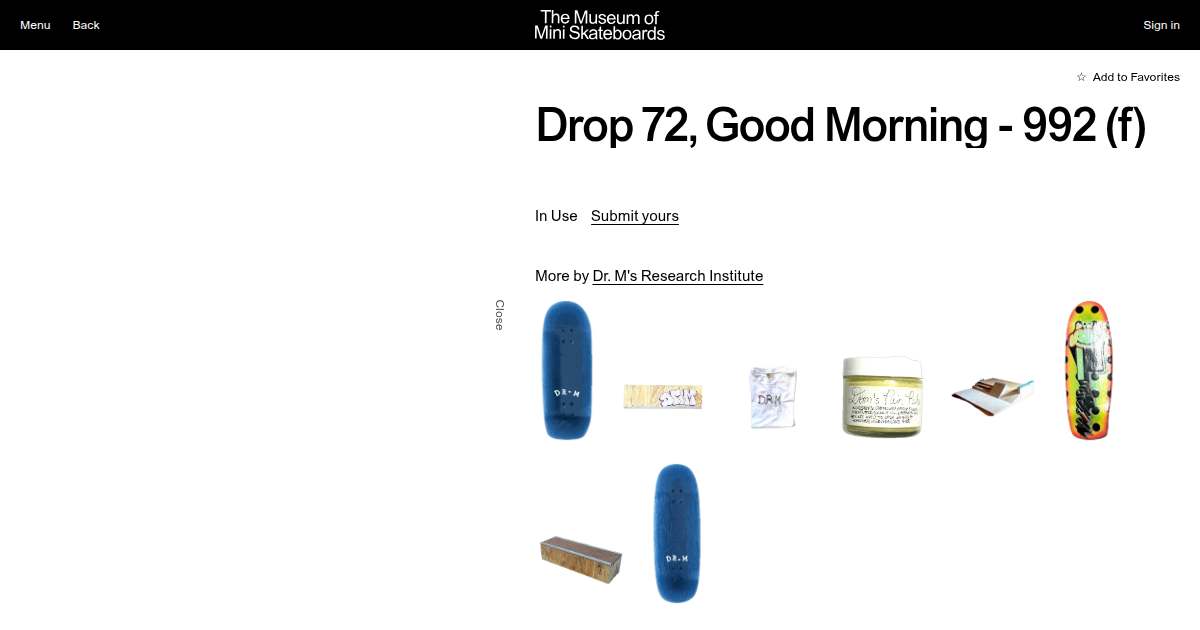 Menu
Back
The Museum of
Mini Skateboards
Sign in
☆ Add to Favorites
Drop 72, Good Morning - 992 (f)
In Use
Submit yours
More by Dr. M's Research Institute
Close
DR•M
DRM
DR•M